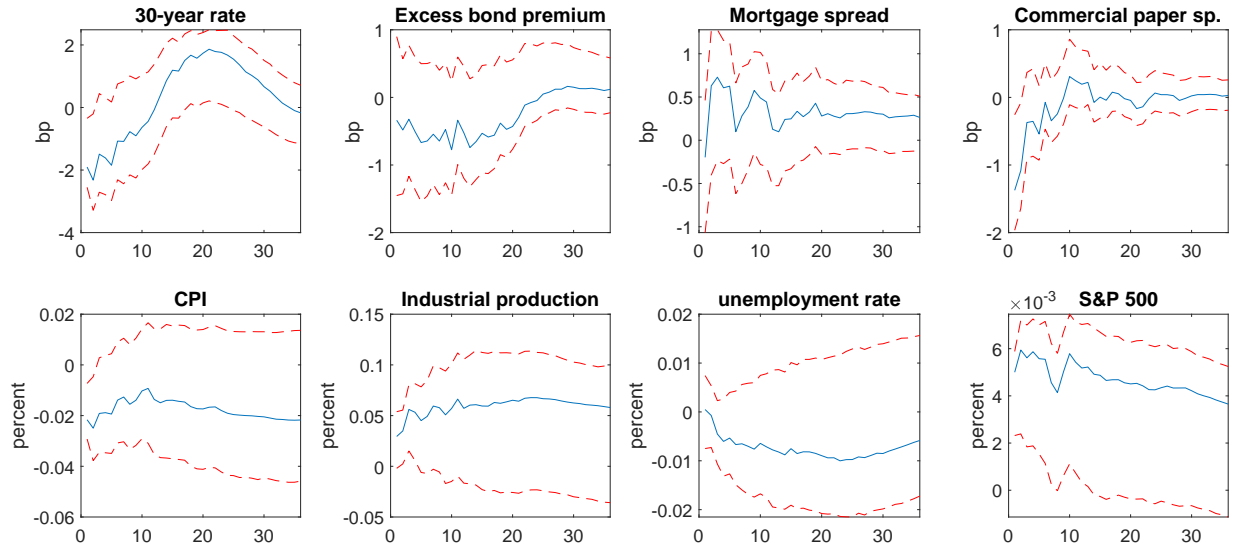 30-year rate
bp
2
0
-2
-4
0 10 20 30
Excess bond premium
bp
1
0
-1
-2
0 10 20 30
Mortgage spread
bp
1
0.5
0
-0.5
-1
0 10 20 30
Commercial paper sp.
bp
1
0
-1
-2
0 10 20 30
CPI
percent
0.02
0
-0.02
-0.04
-0.06
0 10 20 30
Industrial production
percent
0.15
0.10
0.05
0
0.05
0 10 20 30
unemployment rate
percent
0.02
0.01
0
-0.01
-0.02
0 10 20 30
S&P 500
×10-3
percent
6
4
2
0
0 10 20 30